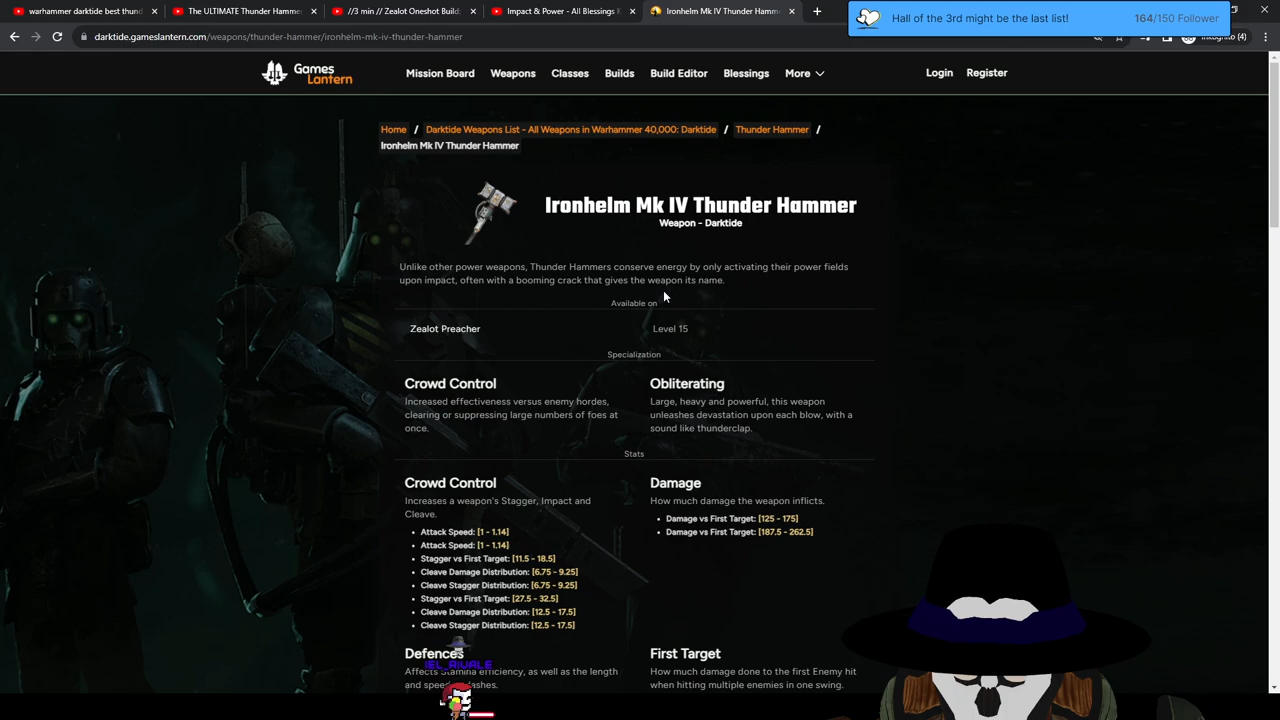 warhammer darktide best thund
The ULTIMATE Thunder Hamme
//3 min // Zealot Oneshot Build
Impact & Power - All Blessings
Ironhelm Mk IV Thunder Hamme
Hall of the 3rd might be the last list!
164/150 Follower
darktide.gameslantern.com/weapons/thunder-hammer/ironhelm-mk-iv-thunder-hammer
Games
Lantern
Mission Board
Weapons
Classes
Builds
Build Editor
Blessings
More
Login
Register
Home / Darktide Weapons List - All Weapons in Warhammer 40,000: Darktide / Thunder Hammer /
Ironhelm Mk IV Thunder Hammer
Ironhelm Mk IV Thunder Hammer
Weapon - Darktide
Unlike other power weapons, Thunder Hammers conserve energy by only activating their power fields
upon impact, often with a booming crack that gives the weapon its name.
Available on
Zealot Preacher
Level 15
Specialization
Crowd Control
Increased effectiveness versus enemy hordes,
clearing or suppressing large numbers of foes at
once.
Obliterating
Large, heavy and powerful, this weapon
unleashes devastation upon each blow, with a
sound like thunderclap.
Stats
Crowd Control
Increases a weapon's Stagger, Impact and
Cleave.
Attack Speed: [1 - 1.14]
Attack Speed: [1 - 1.14]
Stagger vs First Target: [11.5 - 18.5]
Cleave Damage Distribution: [6.75 - 9.25]
Cleave Stagger Distribution: [6.75 - 9.25]
Stagger vs First Target: [27.5 - 32.5]
Cleave Damage Distribution: [12.5 - 17.5]
Cleave Stagger Distribution: [12.5 - 17.5]
Damage
How much damage the weapon inflicts.
Damage vs First Target: [125 - 175]
Damage vs First Target: [187.5 - 262.5]
Defences
Affects Stamina efficiency, as well as the length
and speed
First Target
How much damage done to the first Enemy hit
when hitting multiple enemies in one swing.